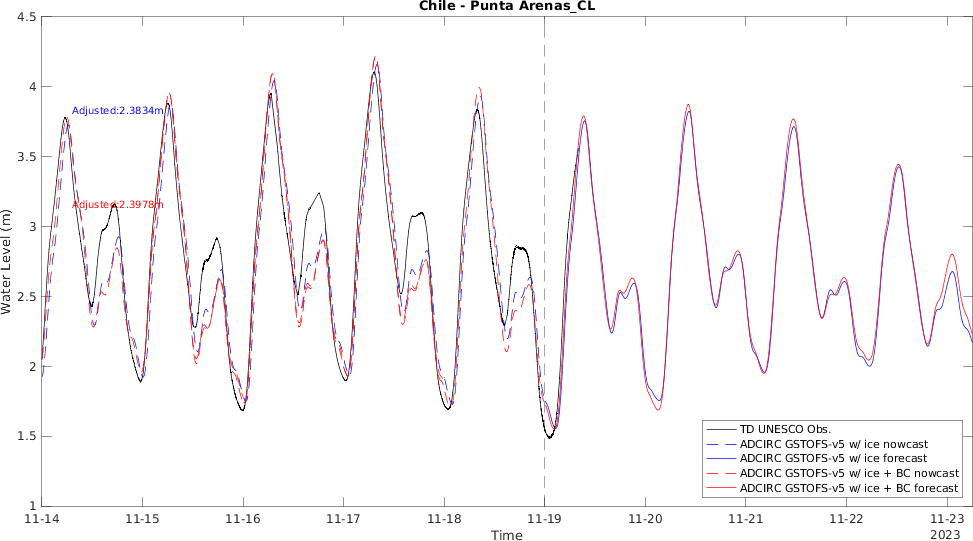 Chile - Punta Arenas_CL
4.5
4
3.5
3
2.5
2
1.5
1
Water Level (m)
Adjusted:2.3834m
Adjusted:2.3978m
TD UNESCO Obs.
ADCIRC GSTOFS-v5 w/ ice nowcast
ADCIRC GSTOFS-v5 w/ ice forecast
ADCIRC GSTOFS-v5 w/ ice + BC nowcast
ADCIRC GSTOFS-v5 w/ ice + BC forecast
11-14 11-15 11-16 11-17 11-18 11-19 11-20 11-21 11-22 11-23
2023
Time